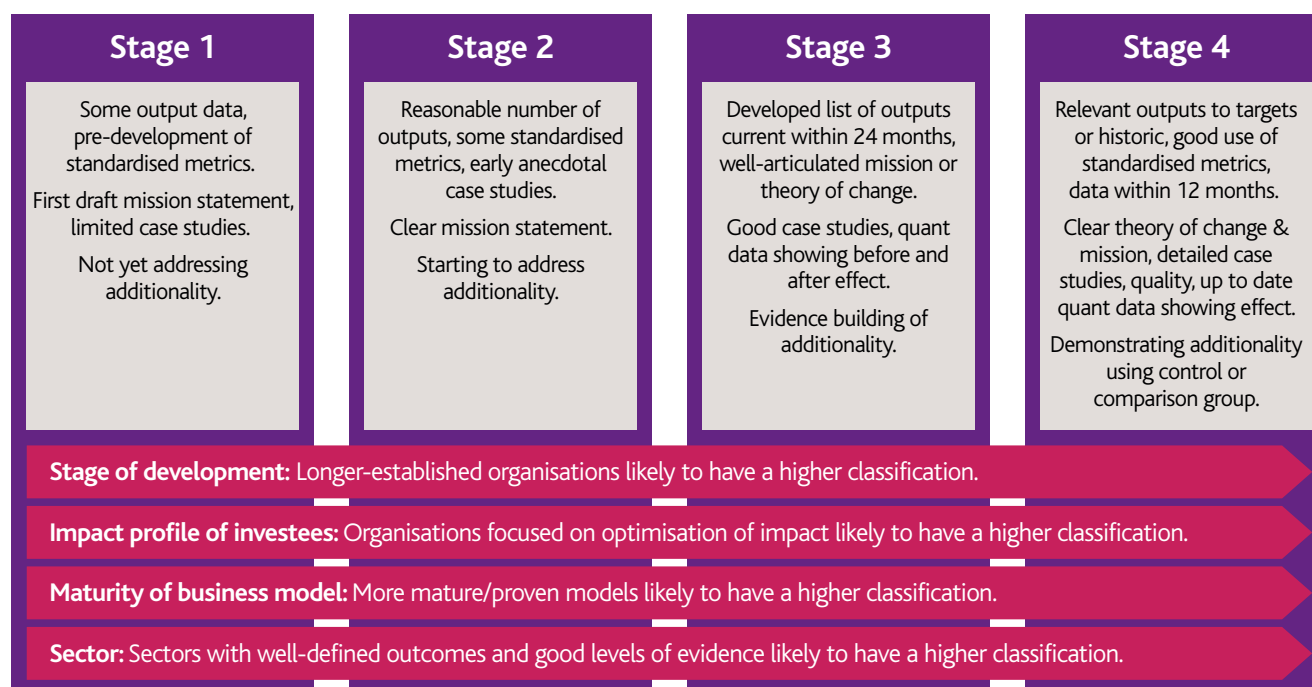 Stage 1
Some output data,
pre-development of
standardised metrics.
First draft mission statement,
limited case studies.
Not yet addressing
additionality.
Stage 2
Reasonable number of
outputs, some standardised
metrics, early anecdotal
case studies.
Clear mission statement.
Starting to address
additionality.
Stage 3
Developed list of outputs
current within 24 months,
well-articulated mission or
theory of change.
Good case studies, quant
data showing before and
after effect.
Evidence building of
additionality.
Stage 4
Relevant outputs to targets
or historic, good use of
standardised metrics,
data within 12 months.
Clear theory of change &
mission, detailed case
studies, quality, up to date
quant data showing effect.
Demonstrating additionality
using control or
comparison group.
Stage of development: Longer-established organisations likely to have a higher classification.
Impact profile of investees: Organisations focused on optimisation of impact likely to have a higher classification.
Maturity of business model: More mature/proven models likely to have a higher classification.
Sector: Sectors with well-defined outcomes and good levels of evidence likely to have a higher classification.